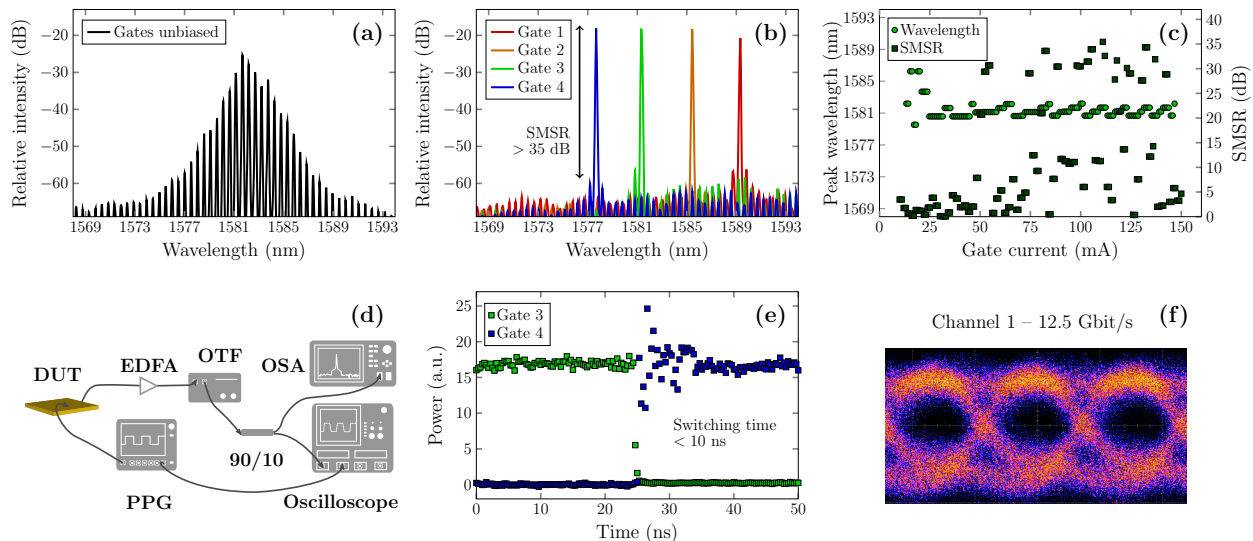 (a)
Gates unbiased
Relative intensity (dB)
−20
−30
−40
−50
−60
1569 1573 1577 1581 1585 1589 1593
Wavelength (nm)
(b)
Gate 1
Gate 2
Gate 3
Gate 4
SMSR
> 35 dB
Relative intensity (dB)
−20
−30
−40
−50
−60
1569 1573 1577 1581 1585 1589 1593
Wavelength (nm)
(c)
Wavelength
SMSR
Peak wavelength (nm)
1593
1589
1585
1581
1577
1573
1569
SMSR (dB)
40
35
30
25
20
15
10
5
0
0 25 50 75 100 125 150
Gate current (mA)
(d)
DUT
EDFA
OTF
OSA
90/10
PPG
Oscilloscope
(e)
Gate 3
Gate 4
Switching time
< 10 ns
Power (a.u.)
25
20
15
10
5
0
0 10 20 30 40 50
Time (ns)
(f)
Channel 1 – 12.5 Gbit/s